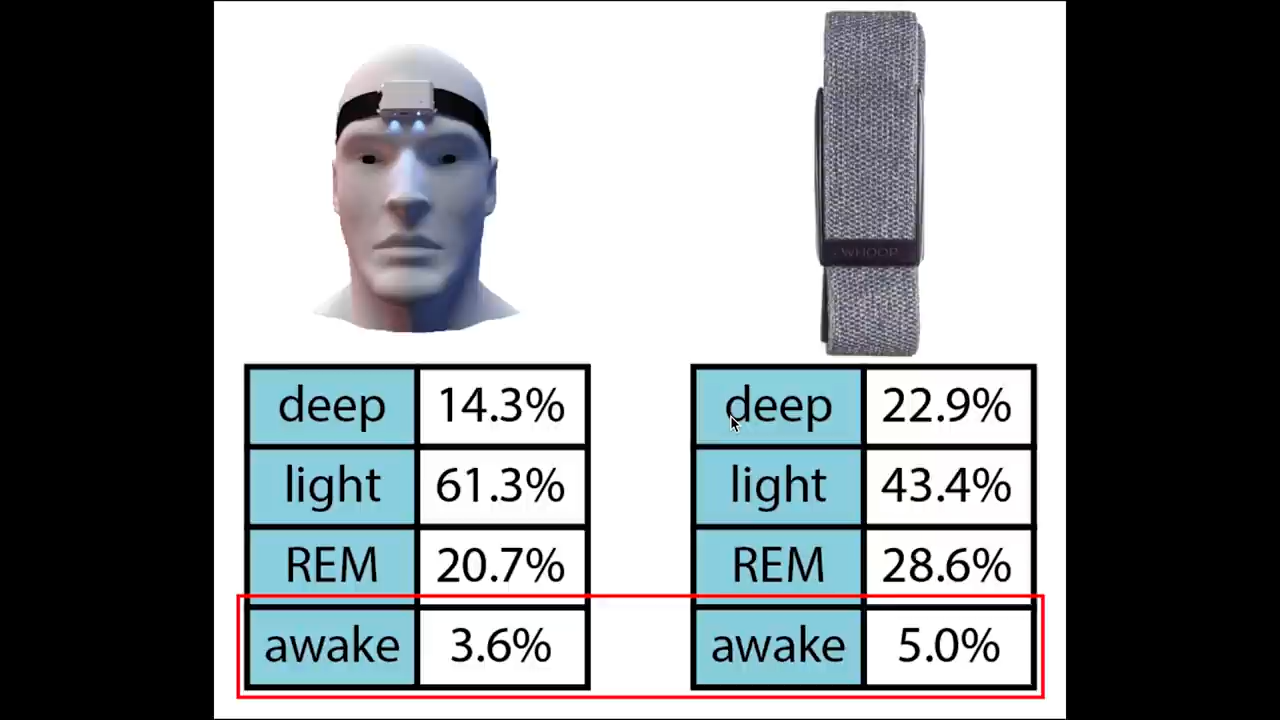 WHOOP
deep 14.3%
light 61.3%
REM 20.7%
awake 3.6%
deep 22.9%
light 43.4%
REM 28.6%
awake 5.0%